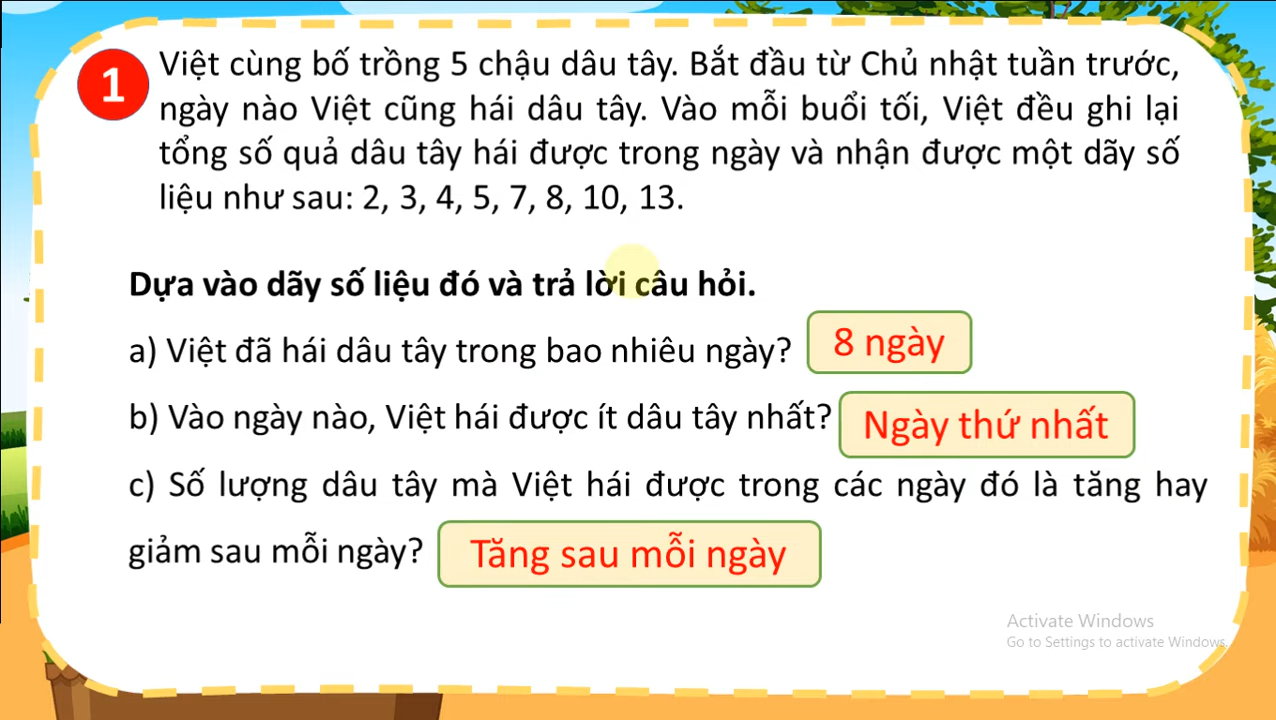 1
Việt cùng bố trồng 5 chậu dâu tây. Bắt đầu từ Chủ nhật tuần trước,
ngày nào Việt cũng hái dâu tây. Vào mỗi buổi tối, Việt đều ghi lại
tổng số quả dâu tây hái được trong ngày và nhận được một dãy số
liệu như sau: 2, 3, 4, 5, 7, 8, 10, 13.
Dựa vào dãy số liệu đó và trả lời câu hỏi.
a) Việt đã hái dâu tây trong bao nhiêu ngày? 8 ngày
b) Vào ngày nào, Việt hái được ít dâu tây nhất? Ngày thứ nhất
c) Số lượng dâu tây mà Việt hái được trong các ngày đó là tăng hay
giảm sau mỗi ngày? Tăng sau mỗi ngày
Activate Windows
Go to Settings to activate Windows.